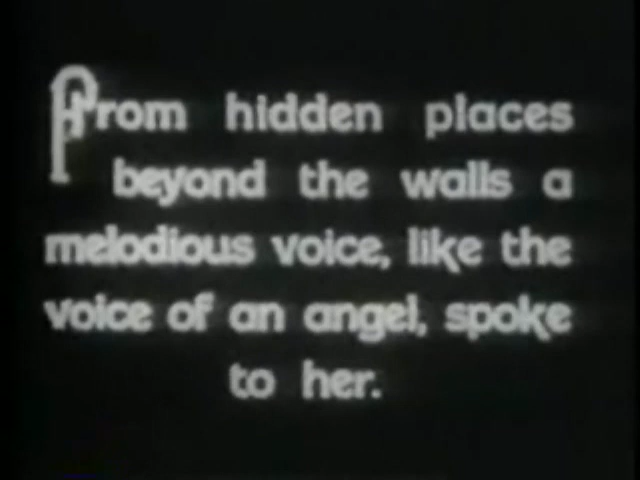 From hidden places
beyond the walls a
melodious voice, like the
voice of an angel, spoke
to her.